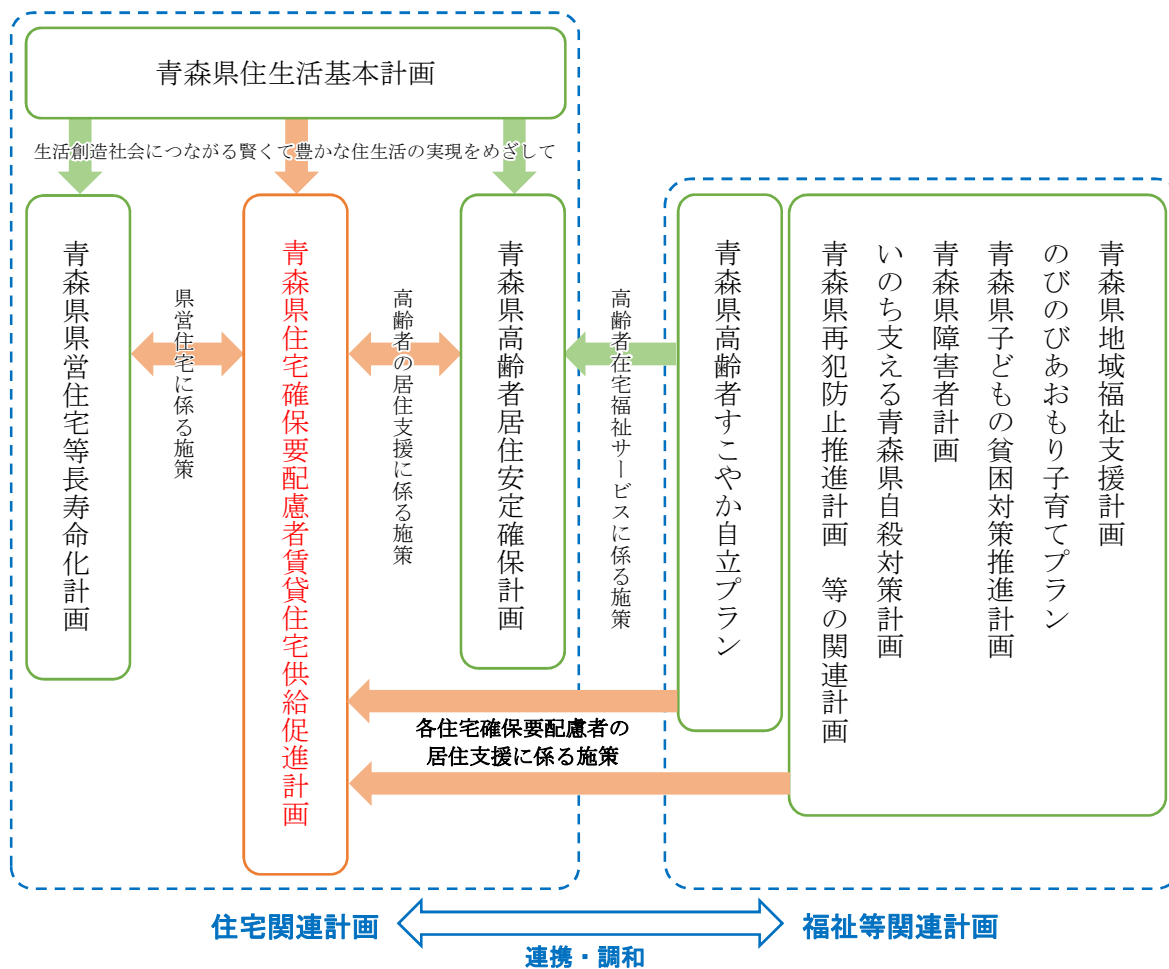 青森県住生活基本計画
生活創造社会につながる賢くて豊かな住生活の実現をめざして
青森県県営住宅等長寿命化計画
県営住宅に係る施策
青森県住宅確保要配慮者賃貸住宅供給促進計画
高齢者の居住支援に係る施策
青森県高齢者居住安定確保計画
高齢者在宅福祉サービスに係る施策
青森県高齢者すこやか自立プラン
青森県地域福祉支援計画
のびのびあおもり子育てプラン
青森県子どもの貧困対策推進計画
青森県障害者計画
いのち支える青森県自殺対策計画
青森県再犯防止推進計画　等の関連計画
各住宅確保要配慮者の
居住支援に係る施策
住宅関連計画
福祉等関連計画
連携・調和